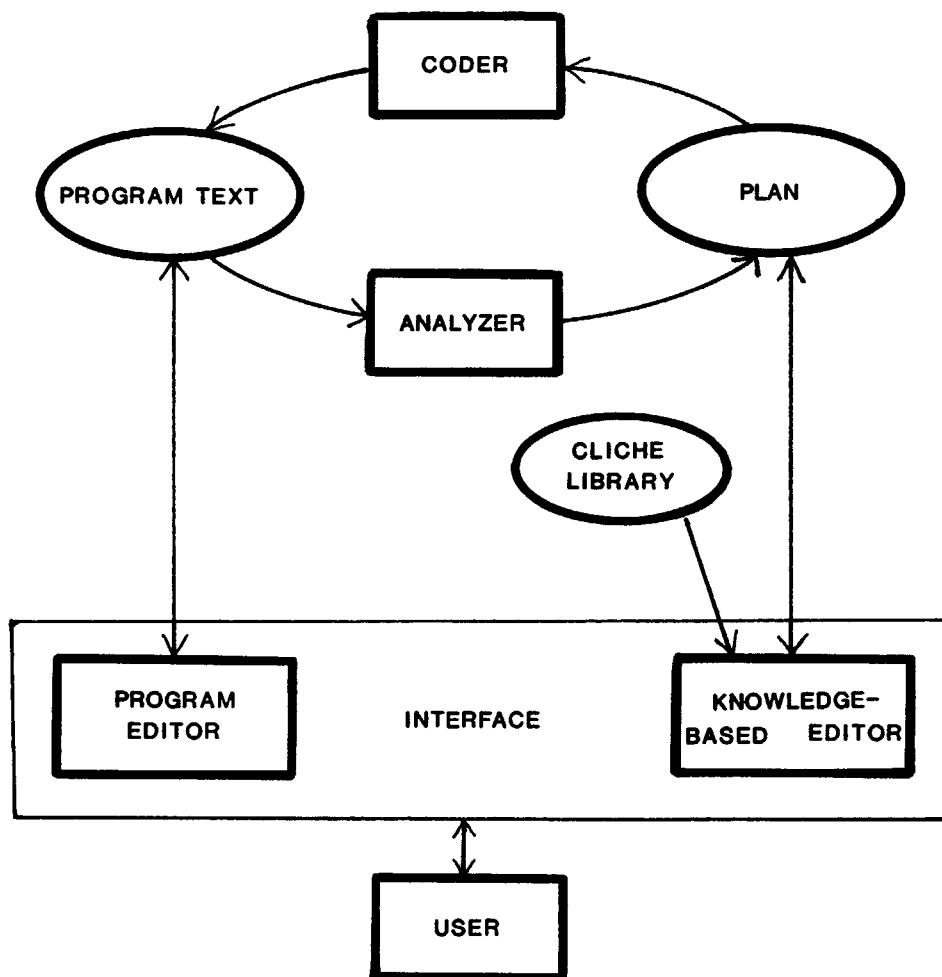 CODER
PROGRAM TEXT
PLAN
ANALYZER
CLICHE
LIBRARY
PROGRAM
EDITOR
INTERFACE
KNOWLEDGE-
BASED EDITOR
USER